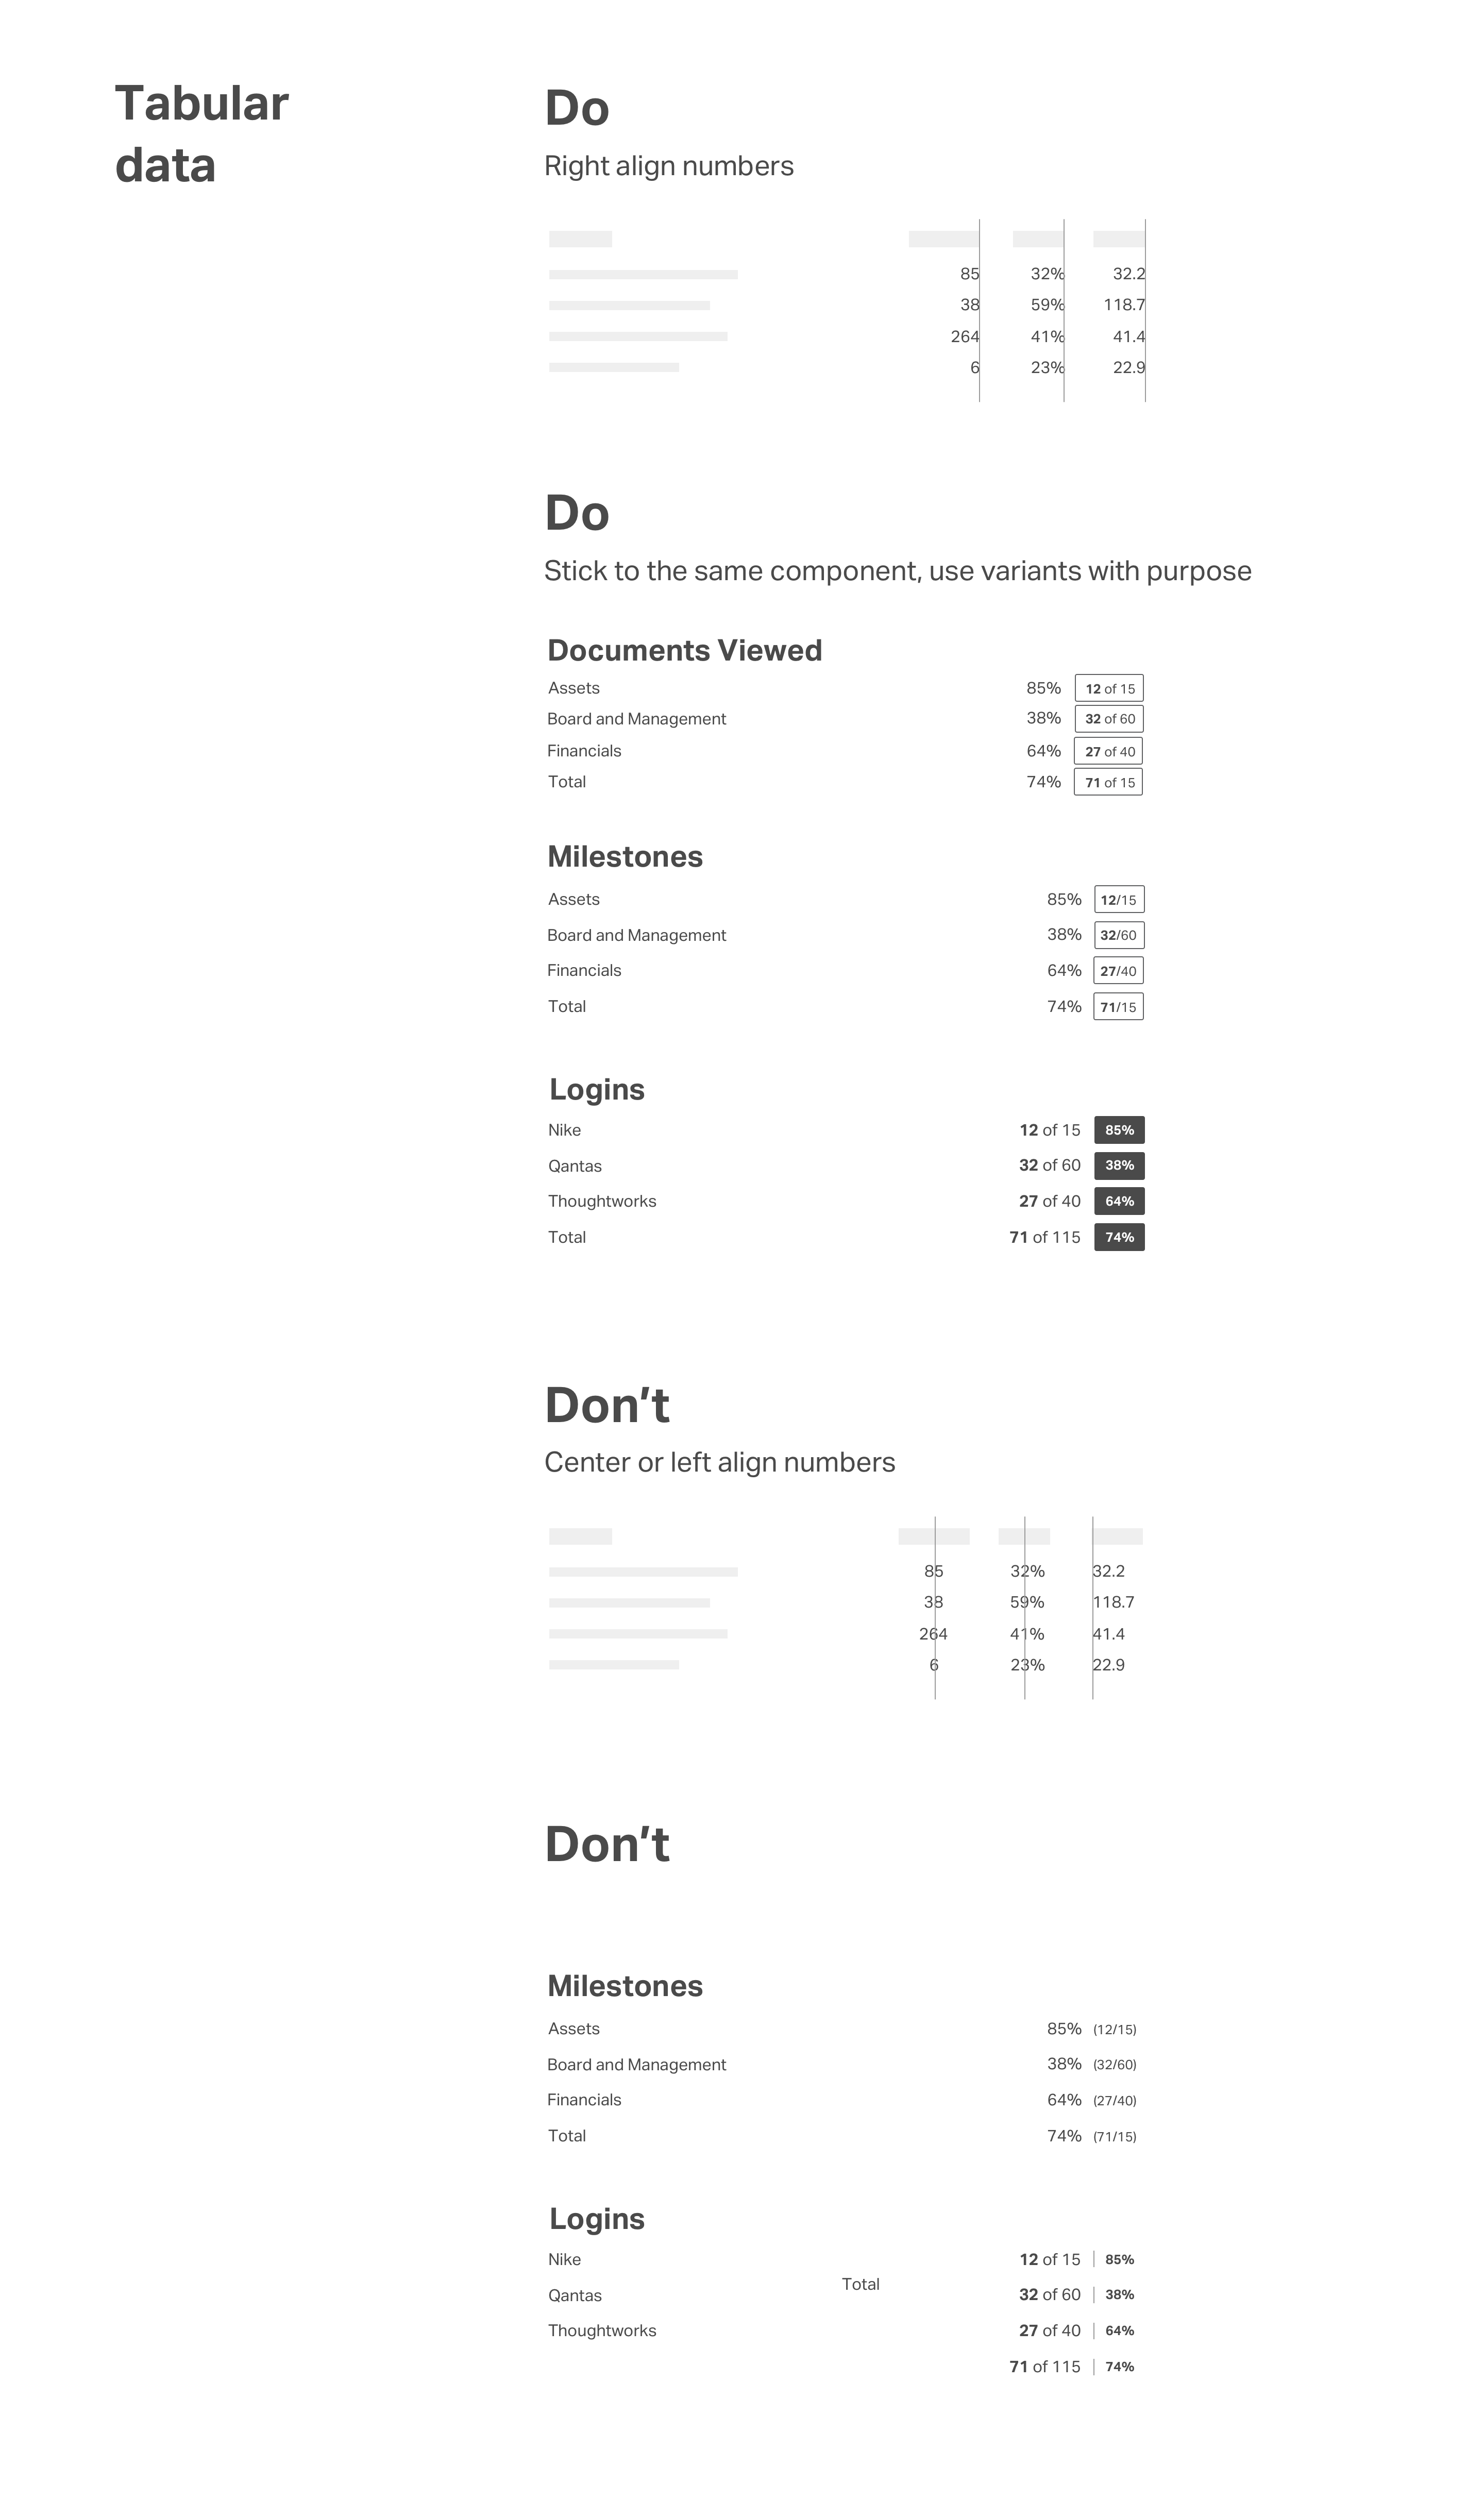 Tabular
data
Do
Right align numbers
85 32% 32.2
38 59% 118.7
264 41% 41.4
6 23% 22.9
Do
Stick to the same component, use variants with purpose
Documents Viewed
Assets 85% 12 of 15
Board and Management 38% 32 of 60
Financials 64% 27 of 40
Total 74% 71 of 15
Milestones
Assets 85% 12/15
Board and Management 38% 32/60
Financials 64% 27/40
Total 74% 71/15
Logins
Nike 12 of 15 85%
Qantas 32 of 60 38%
Thoughtworks 27 of 40 64%
Total 71 of 115 74%
Don’t
Center or left align numbers
85 32% 32.2
38 59% 118.7
264 41% 41.4
6 23% 22.9
Don’t
Milestones
Assets 85% (12/15)
Board and Management 38% (32/60)
Financials 64% (27/40)
Total 74% (71/15)
Logins
Nike 12 of 15 | 85%
Total
Qantas 32 of 60 | 38%
Thoughtworks 27 of 40 | 64%
71 of 115 | 74%